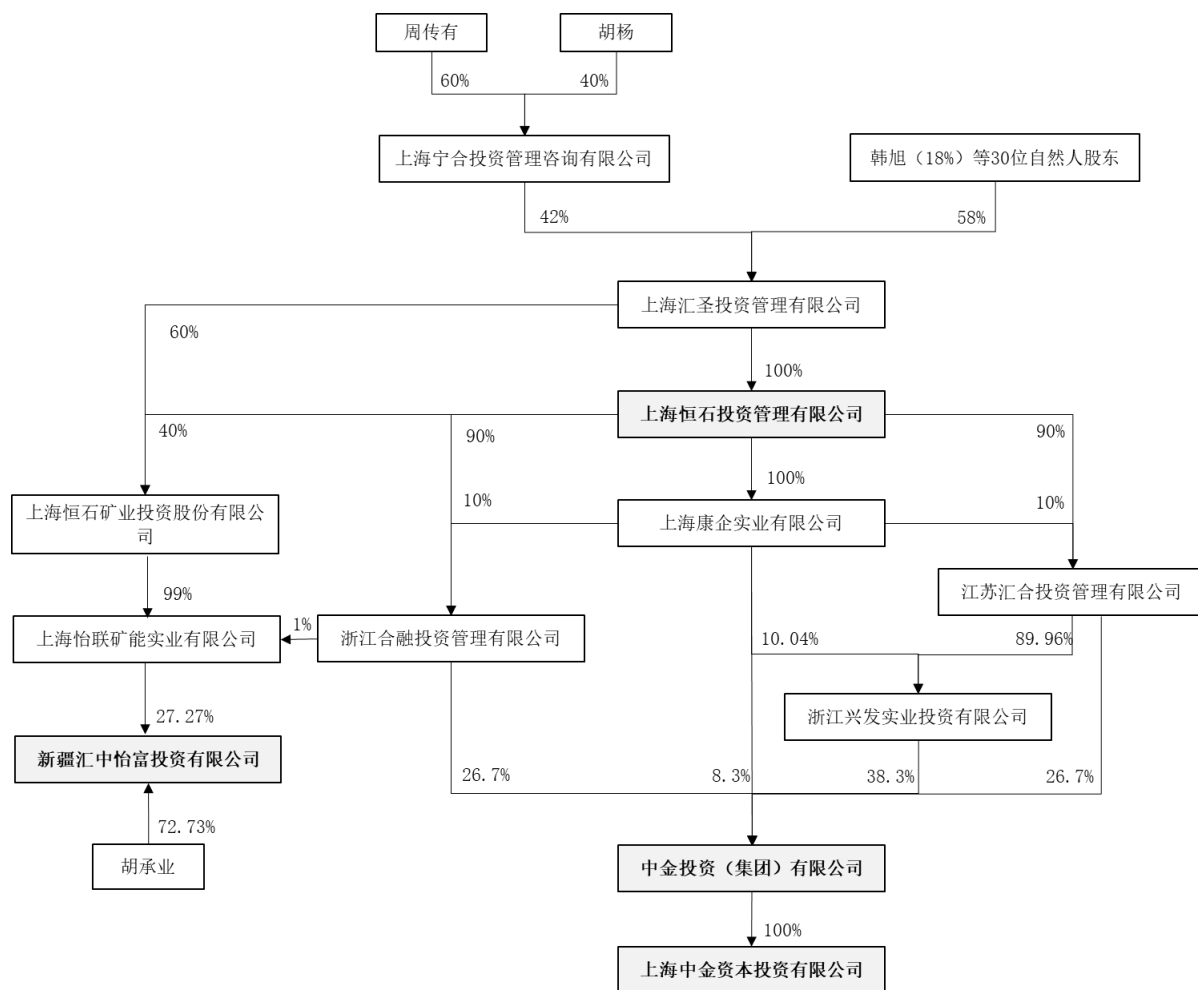 周传有
胡杨
60%
40%
上海宁合投资管理咨询有限公司
韩旭（18%）等30位自然人股东
42%
58%
上海汇圣投资管理有限公司
60%
100%
上海恒石投资管理有限公司
40%
90%
90%
100%
上海恒石矿业投资股份有限公
司
10%
上海康企实业有限公司
10%
99%
江苏汇合投资管理有限公司
上海怡联矿能实业有限公司
1%
浙江合融投资管理有限公司
10.04%
89.96%
27.27%
浙江兴发实业投资有限公司
新疆汇中怡富投资有限公司
26.7%
8.3%
38.3%
26.7%
72.73%
胡承业
中金投资（集团）有限公司
100%
上海中金资本投资有限公司